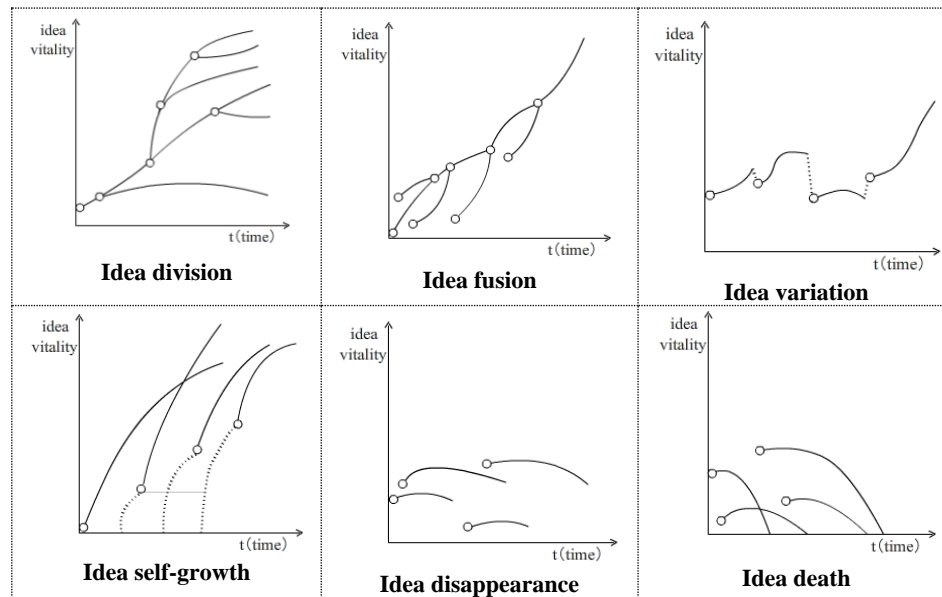 idea
vitality
t(time)
Idea division
idea
vitality
t(time)
Idea fusion
idea
vitality
t(time)
Idea variation
idea
vitality
t(time)
Idea self-growth
idea
vitality
t(time)
Idea disappearance
idea
vitality
t(time)
Idea death